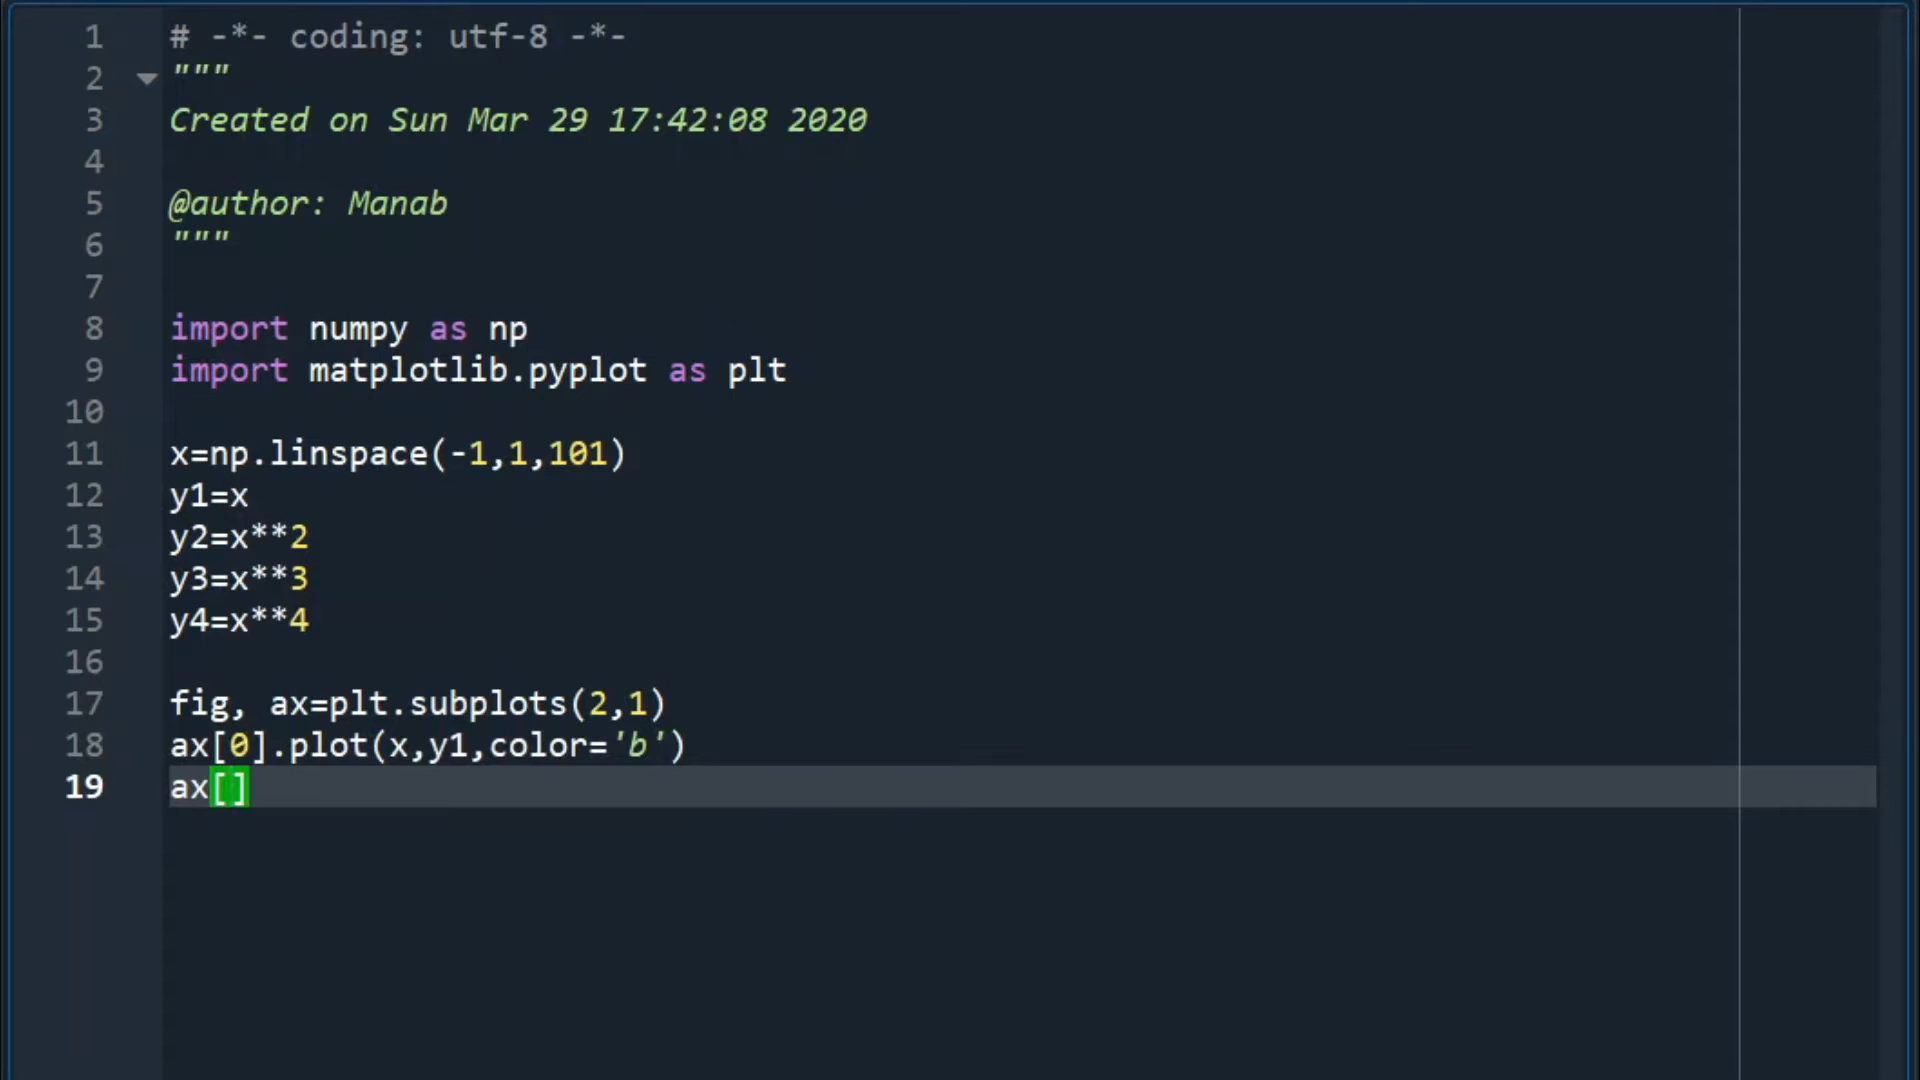 1 # -*- coding: utf-8 -*-
2 """
3 Created on Sun Mar 29 17:42:08 2020
4
5 @author: Manab
6 """
7
8 import numpy as np
9 import matplotlib.pyplot as plt
10
11 x=np.linspace(-1,1,101)
12 y1=x
13 y2=x**2
14 y3=x**3
15 y4=x**4
16
17 fig, ax=plt.subplots(2,1)
18 ax[0].plot(x,y1,color='b')
19 ax[]